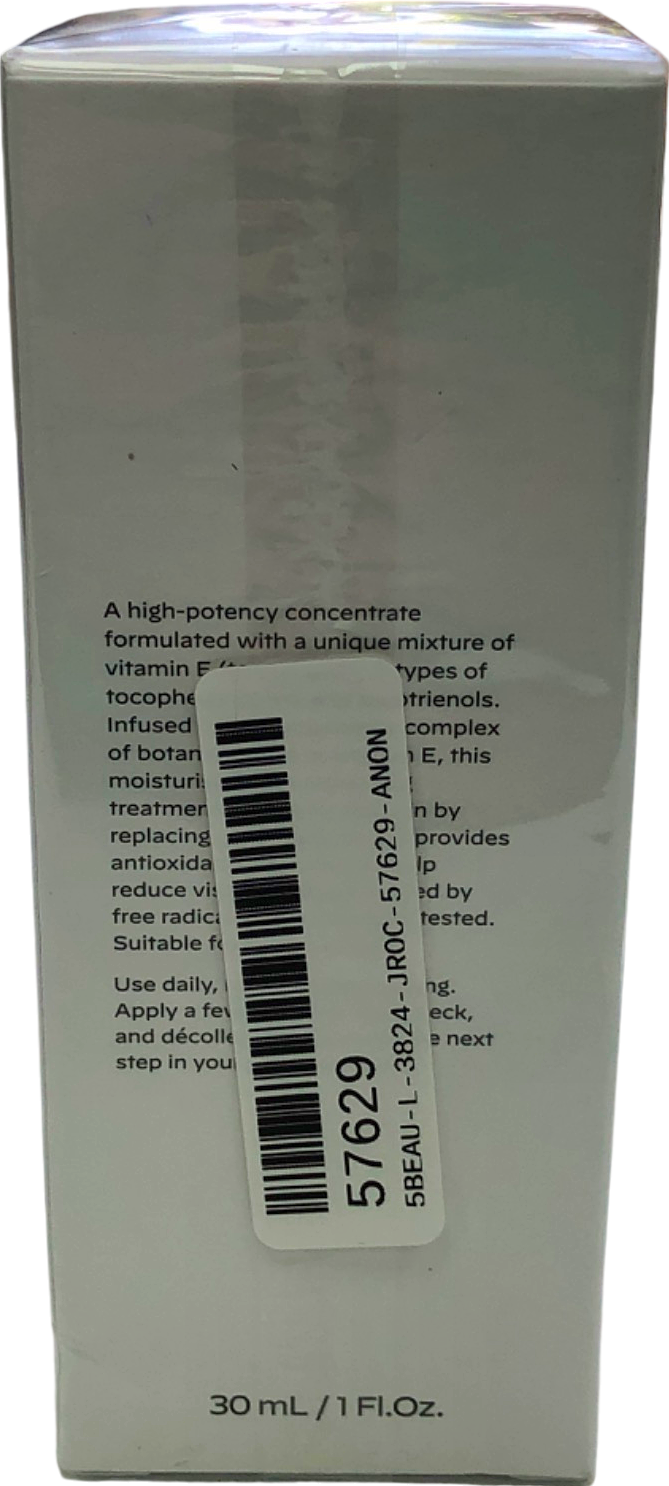 A high-potency concentrate
formulated with a unique mixture of
vitamin E types of
tocophe trienols.
Infused complex
of botan E, this
moisturis
treatmen n by
replacing provides
antioxida lp
reduce vis ed by
free radica tested.
Suitable fo
Use daily, ng.
Apply a few eck,
and décolle e next
step in you
57629
5BEAU-L-3824-JROC-57629-ANON
30 mL / 1 Fl.Oz.